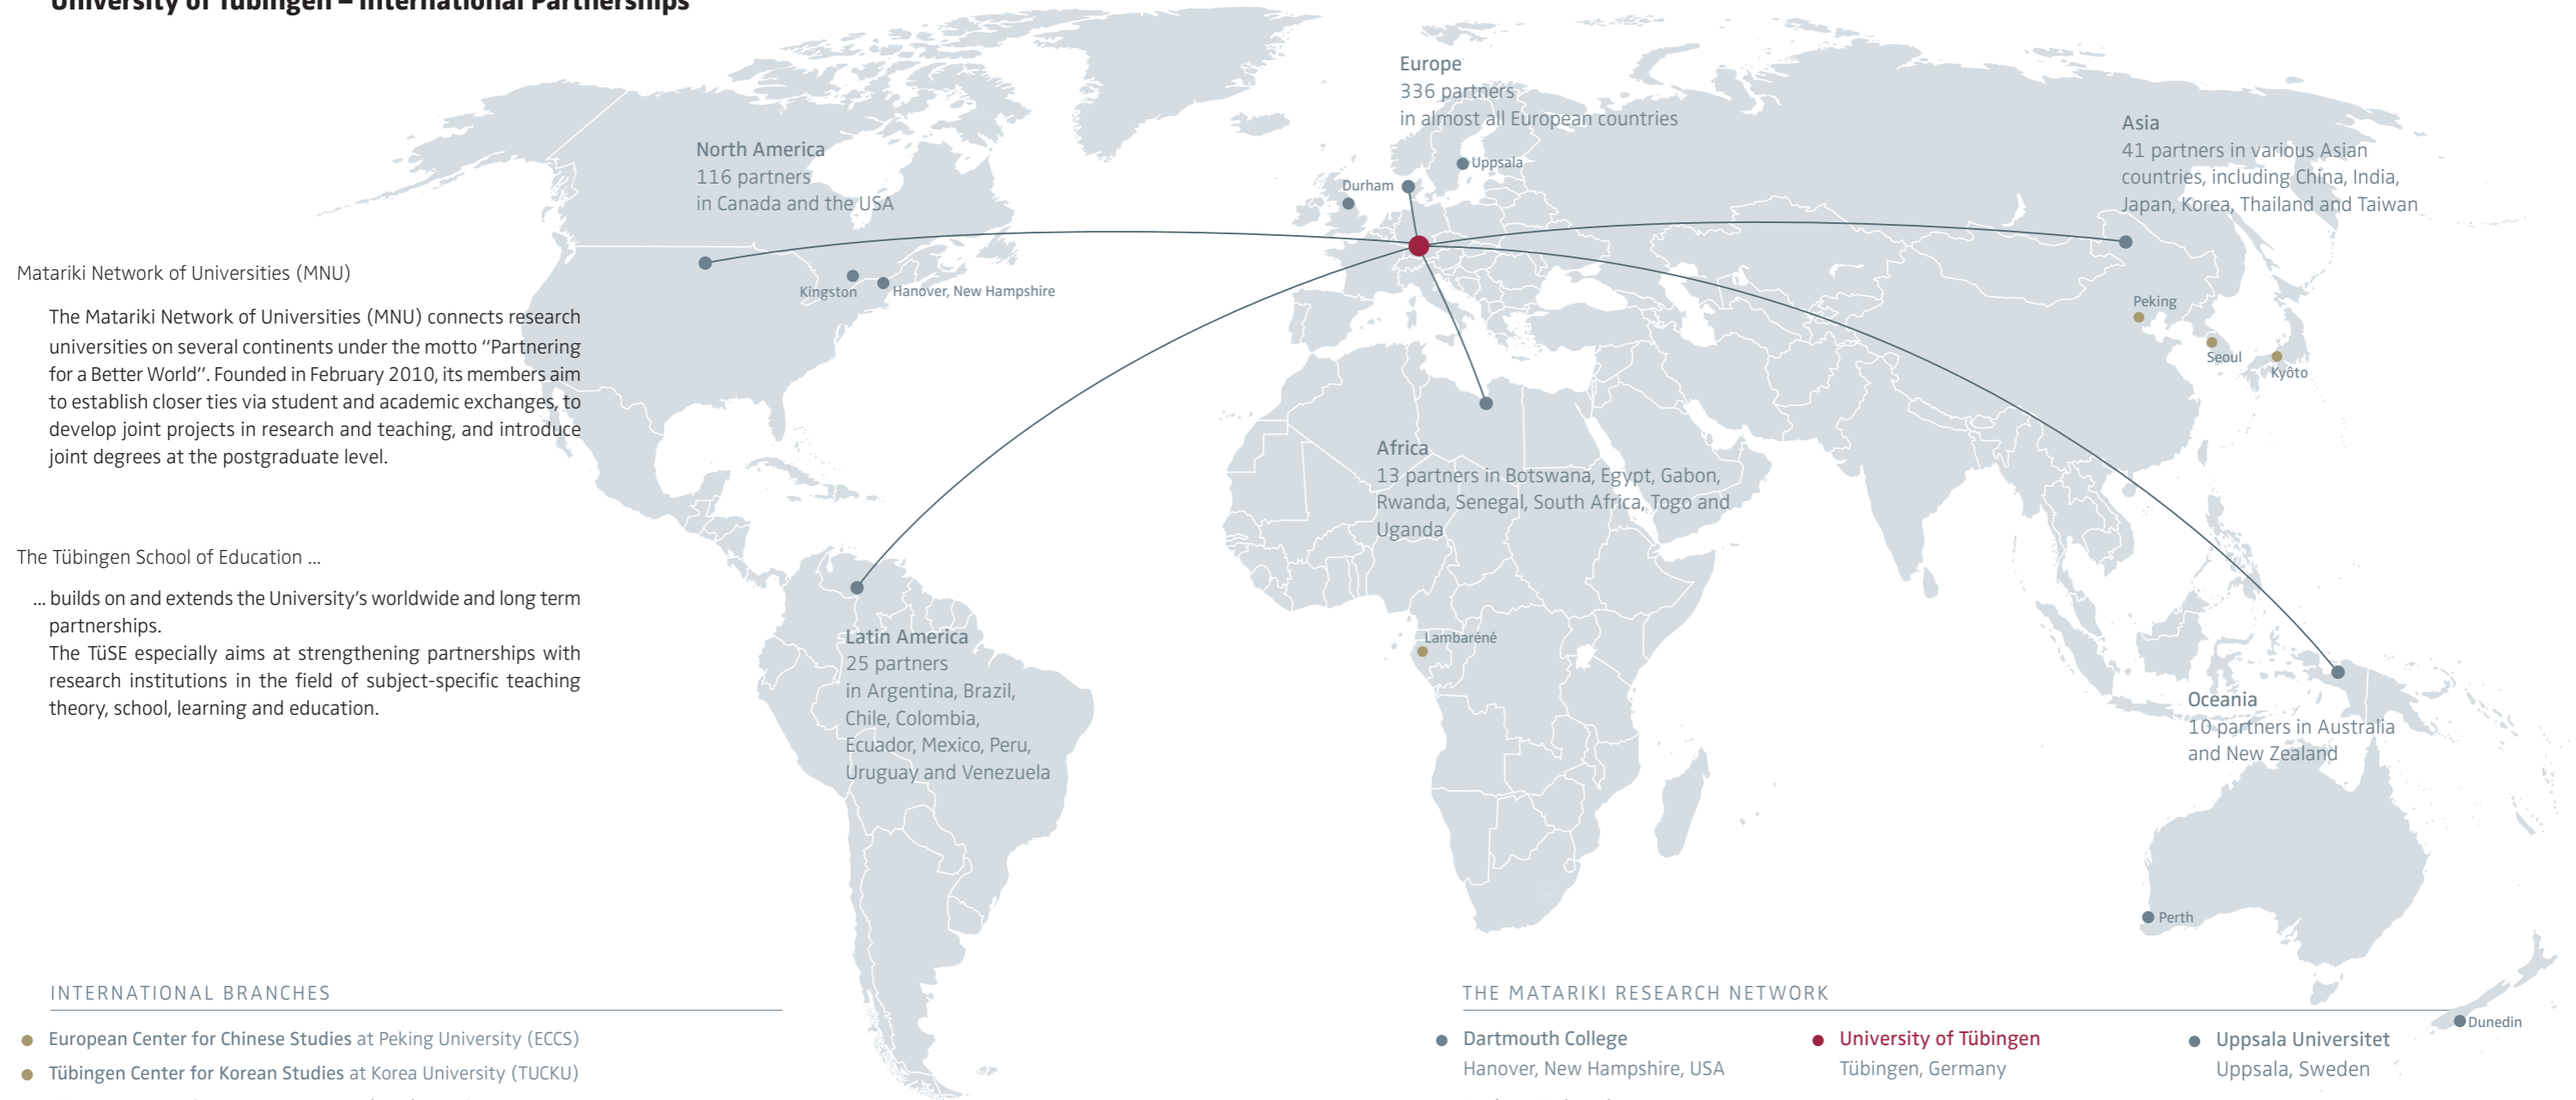 University of Tübingen – International Partnerships
Europe
336 partners
in almost all European countries
Asia
41 partners in various Asian
countries, including China, India,
Japan, Korea, Thailand and Taiwan
North America
116 partners
in Canada and the USA
Uppsala
Durham
Kingston
Hanover, New Hampshire
Peking
Seoul
Kyôto
Matariki Network of Universities (MNU)
The Matariki Network of Universities (MNU) connects research
universities on several continents under the motto “Partnering
for a Better World”. Founded in February 2010, its members aim
to establish closer ties via student and academic exchanges, to
develop joint projects in research and teaching, and introduce
joint degrees at the postgraduate level.
Africa
13 partners in Botswana, Egypt, Gabon,
Rwanda, Senegal, South Africa, Togo and
Uganda
The Tübingen School of Education ...
... builds on and extends the University’s worldwide and long term
partnerships.
The TüSE especially aims at strengthening partnerships with
research institutions in the field of subject-specific teaching
theory, school, learning and education.
Latin America
25 partners
in Argentina, Brazil,
Chile, Colombia,
Ecuador, Mexico, Peru,
Uruguay and Venezuela
Lambaréné
Oceania
10 partners in Australia
and New Zealand
Perth
Dunedin
INTERNATIONAL BRANCHES
European Center for Chinese Studies at Peking University (ECCS)
Tübingen Center for Korean Studies at Korea University (TUCKU)
THE MATARIKI RESEARCH NETWORK
Dartmouth College
Hanover, New Hampshire, USA
University of Tübingen
Tübingen, Germany
Uppsala Universitet
Uppsala, Sweden